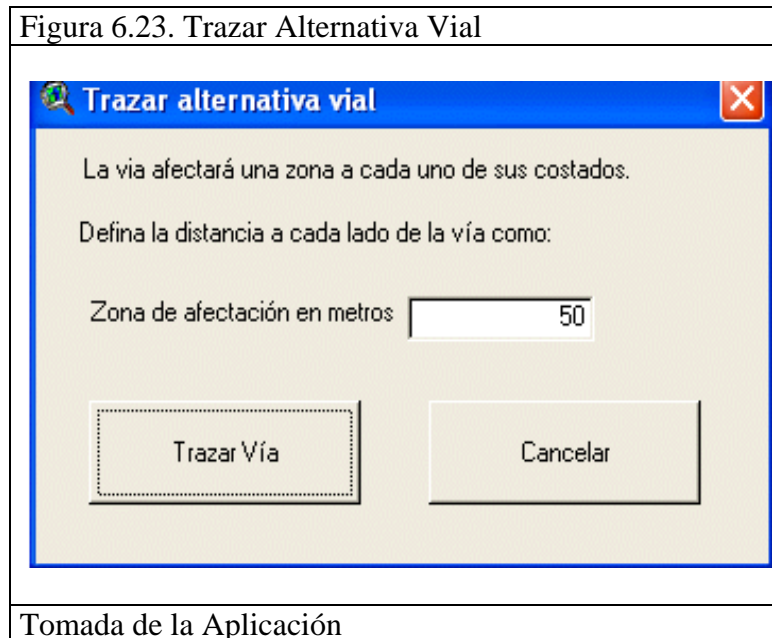 Figura 6.23. Trazar Alternativa Vial
Trazar alternativa vial
La via afectará una zona a cada uno de sus costados.
Defina la distancia a cada lado de la vía como:
Zona de afectación en metros 50
Trazar Vía Cancelar
Tomada de la Aplicación